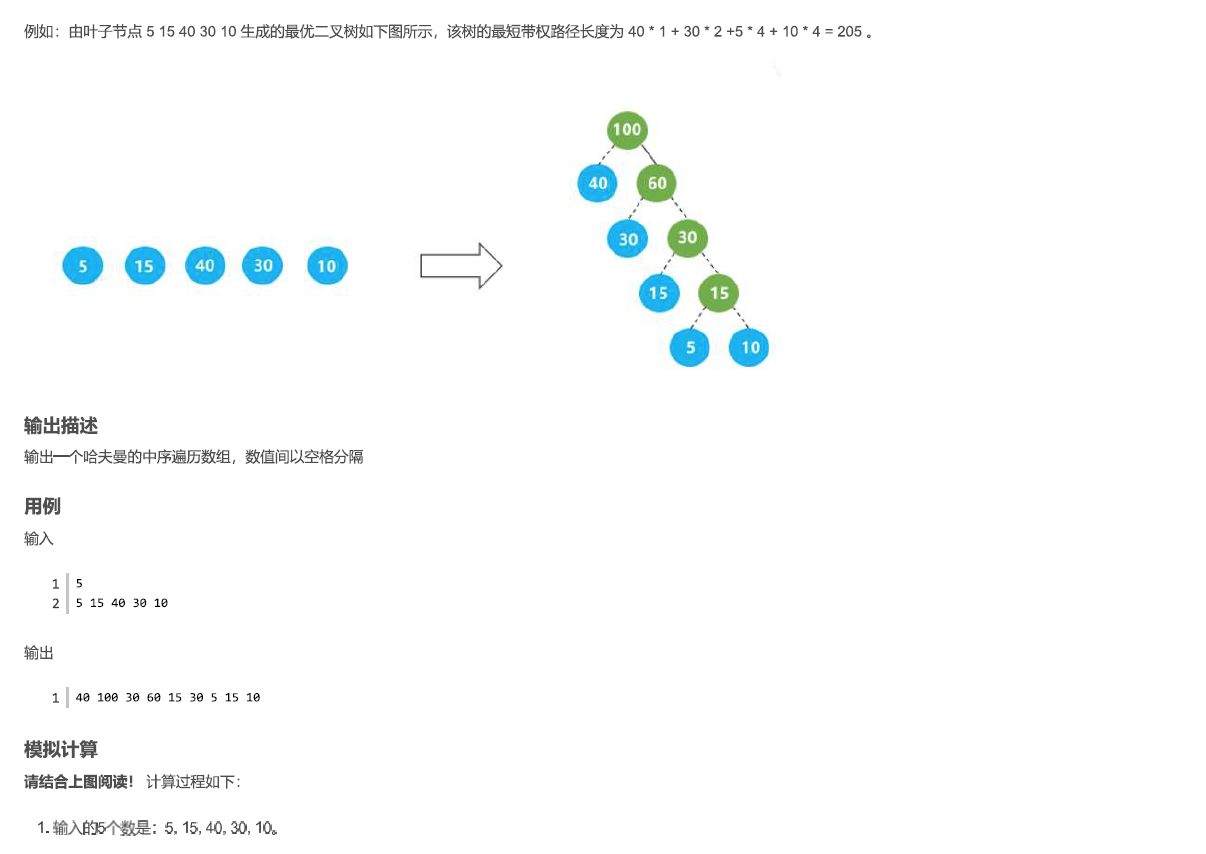 例如：由叶子节点 5 15 40 30 10 生成的最优二叉树如下图所示，该树的最短带权路径长度为 40 * 1 + 30 * 2 +5 * 4 + 10 * 4 = 205 。
100
40 60
30 30
15 15
5 15 40 30 10
5 10
输出描述
输出一个哈夫曼的中序遍历数组，数值间以空格分隔
用例
输入
1 5
2 5 15 40 30 10
输出
1 40 100 30 60 15 30 5 15 10
模拟计算
请结合上图阅读！ 计算过程如下：
1. 输入的5个数是：5, 15, 40, 30, 10。